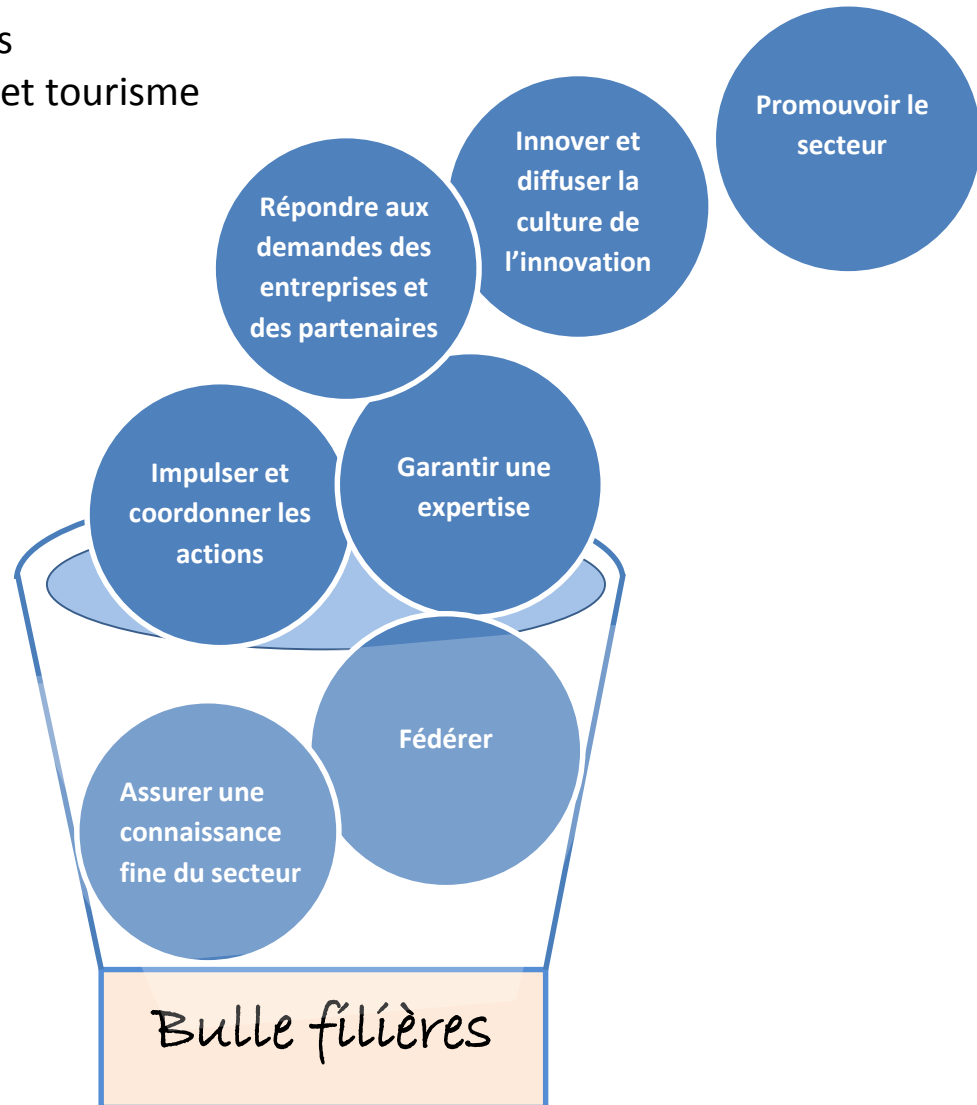 s
et tourisme
Promouvoir le
secteur
Innover et
diffuser la
culture de
l’innovation
Répondre aux
demandes des
entreprises et
des partenaires
Impulser et
coordonner les
actions
Garantir une
expertise
Fédérer
Assurer une
connaissance
fine du secteur
Bulle filières